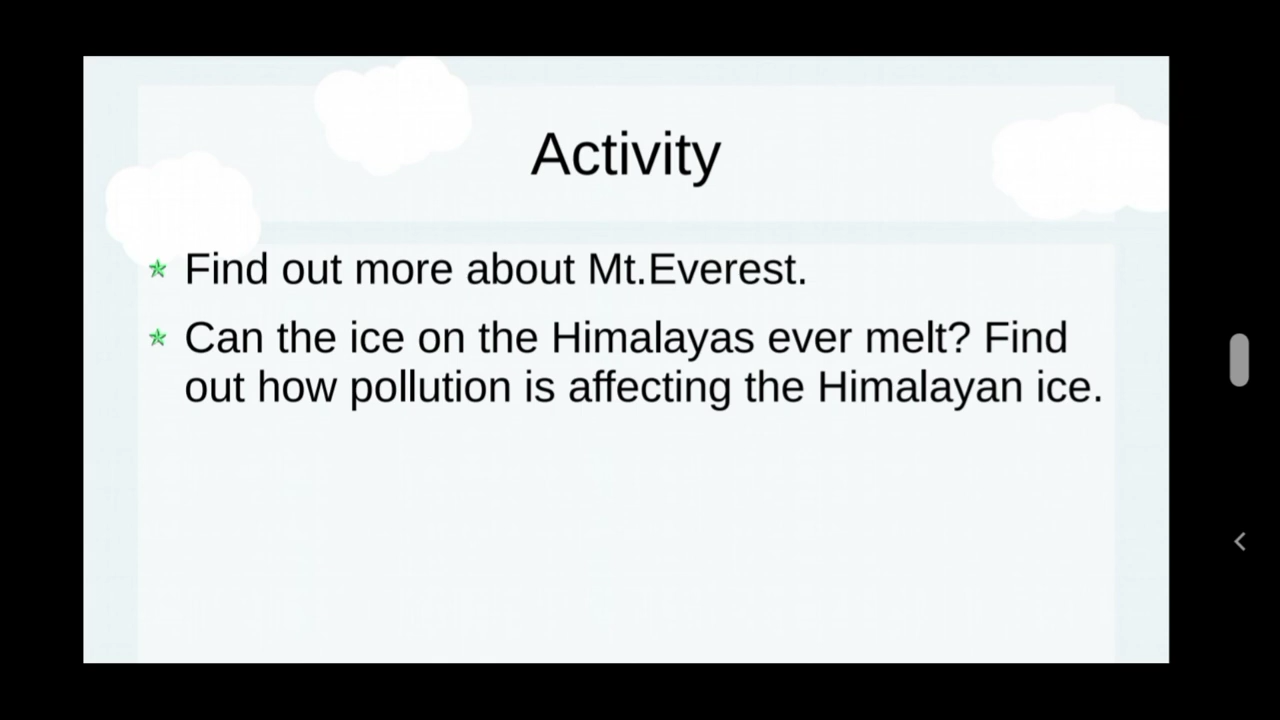 Activity
Find out more about Mt.Everest.
Can the ice on the Himalayas ever melt? Find
out how pollution is affecting the Himalayan ice.